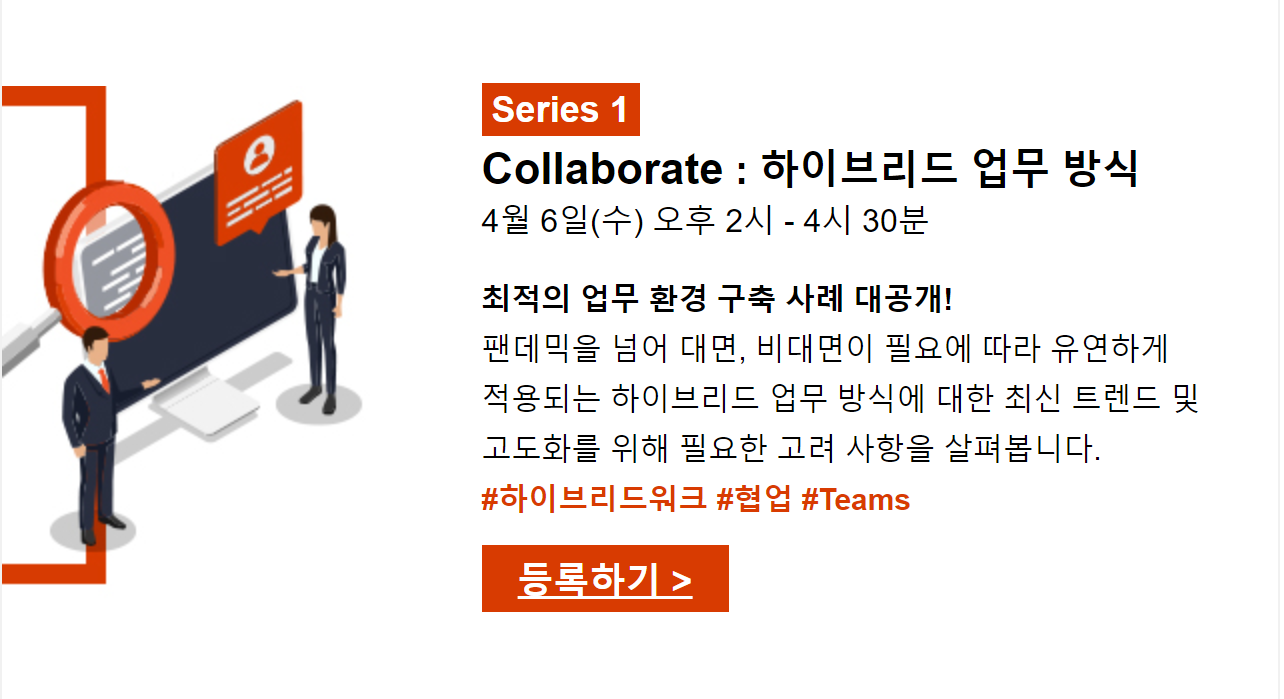 Series 1
Collaborate : 하이브리드 업무 방식
4월 6일(수) 오후 2시 - 4시 30분
최적의 업무 환경 구축 사례 대공개!
팬데믹을 넘어 대면, 비대면이 필요에 따라 유연하게
적용되는 하이브리드 업무 방식에 대한 최신 트렌드 및
고도화를 위해 필요한 고려 사항을 살펴봅니다.
#하이브리드워크 #협업 #Teams
등록하기 >